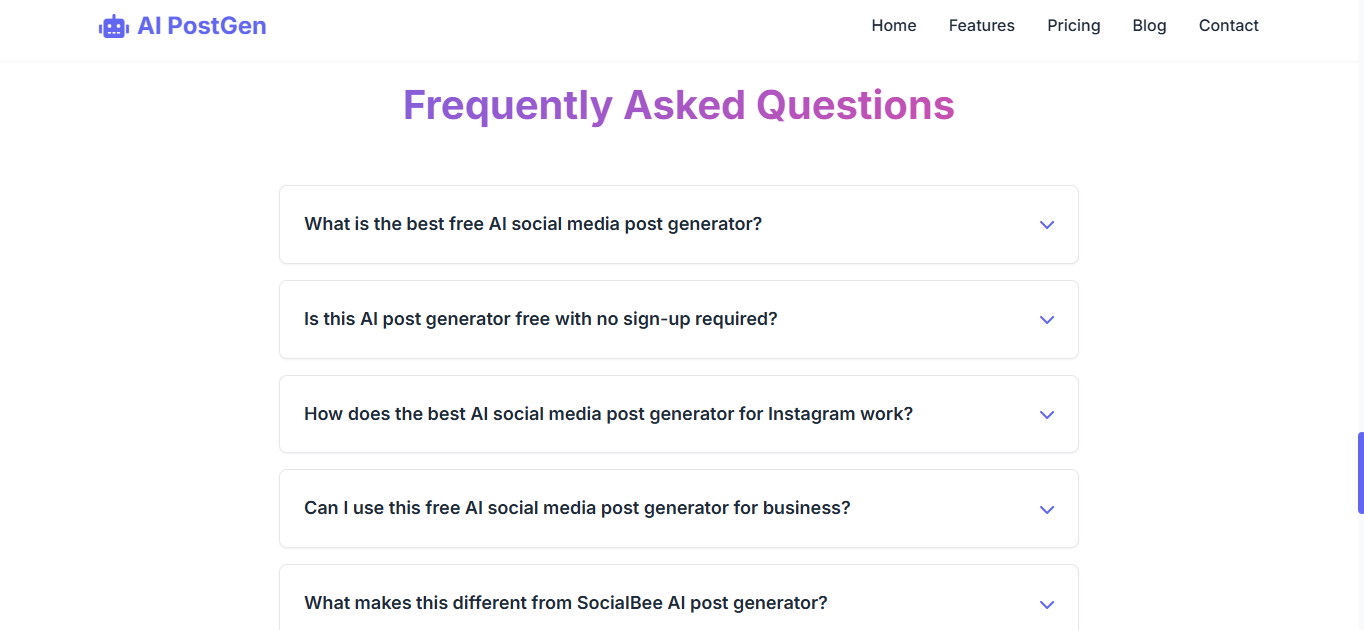 AI PostGen
Home Features Pricing Blog Contact
Frequently Asked Questions
What is the best free AI social media post generator?
Is this AI post generator free with no sign-up required?
How does the best AI social media post generator for Instagram work?
Can I use this free AI social media post generator for business?
What makes this different from SocialBee AI post generator?